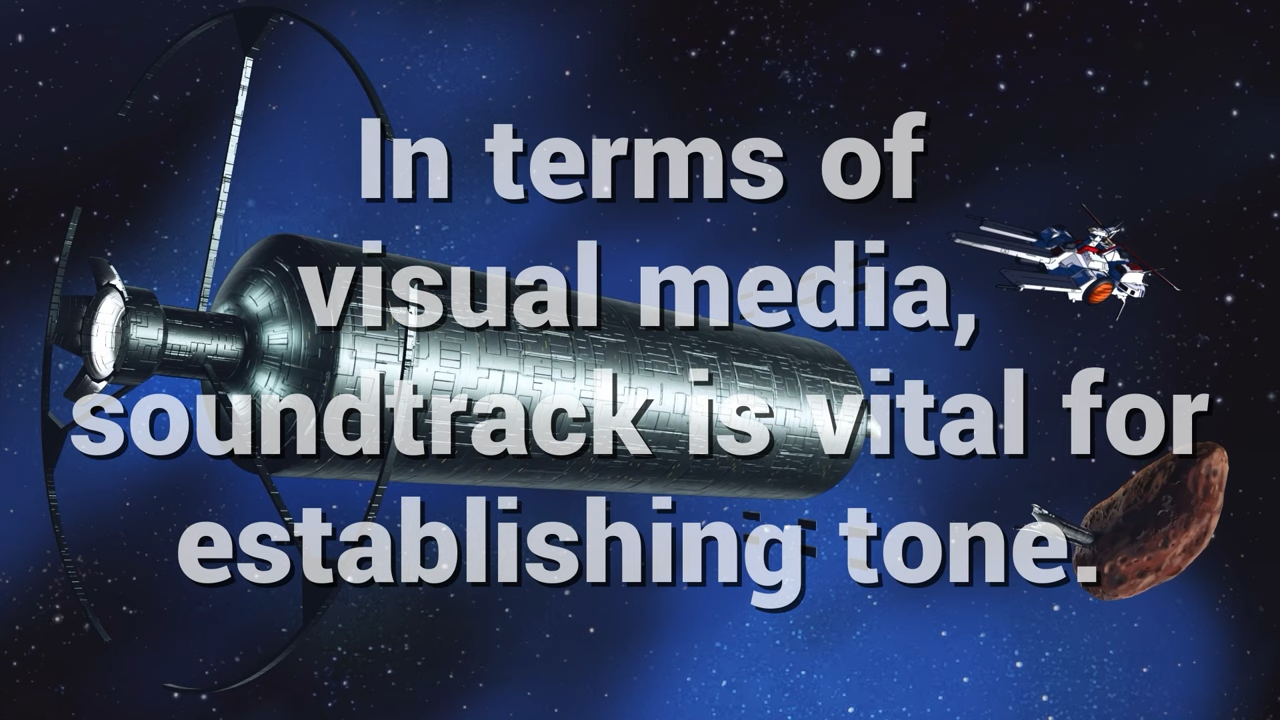 In terms of
visual media,
soundtrack is vital for
establishing tone.